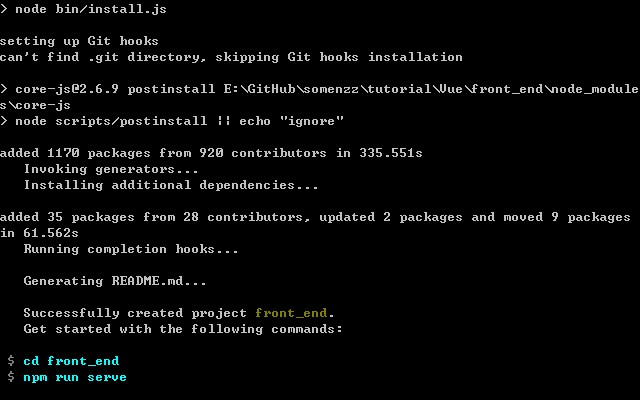 > node bin/install.js
setting up Git hooks
can't find .git directory, skipping Git hooks installation
> core-js@2.6.9 postinstall E:\GitHub\somenzz\tutorial\Vue\front_end\node_module
s\core-js
> node scripts/postinstall || echo "ignore"
added 1170 packages from 920 contributors in 335.551s
Invoking generators...
Installing additional dependencies...
added 35 packages from 28 contributors, updated 2 packages and moved 9 packages
in 61.562s
Running completion hooks...
Generating README.md...
Successfully created project front_end.
Get started with the following commands:
$ cd front_end
$ npm run serve